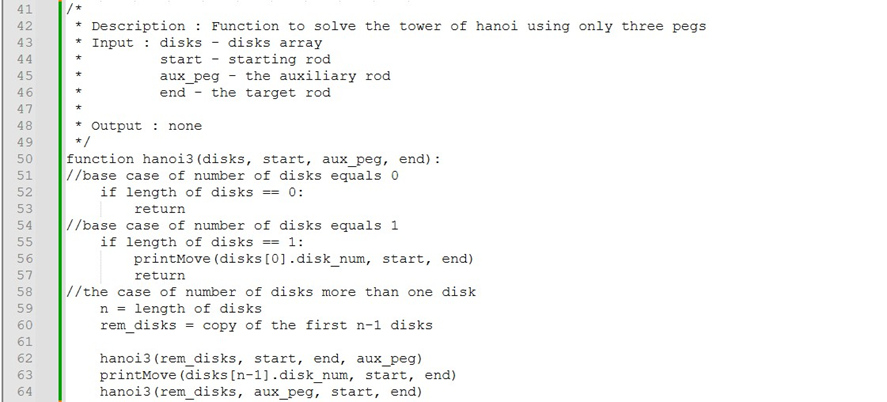 41 /*
42  * Description : Function to solve the tower of hanoi using only three pegs
43  * Input : disks - disks array
44  *         start - starting rod
45  *         aux_peg - the auxiliary rod
46  *         end - the target rod
47  *
48  * Output : none
49  */
50 function hanoi3(disks, start, aux_peg, end):
51 //base case of number of disks equals 0
52     if length of disks == 0:
53         return
54 //base case of number of disks equals 1
55     if length of disks == 1:
56         printMove(disks[0].disk_num, start, end)
57         return
58 //the case of number of disks more than one disk
59     n = length of disks
60     rem_disks = copy of the first n-1 disks
61
62     hanoi3(rem_disks, start, end, aux_peg)
63     printMove(disks[n-1].disk_num, start, end)
64     hanoi3(rem_disks, aux_peg, start, end)